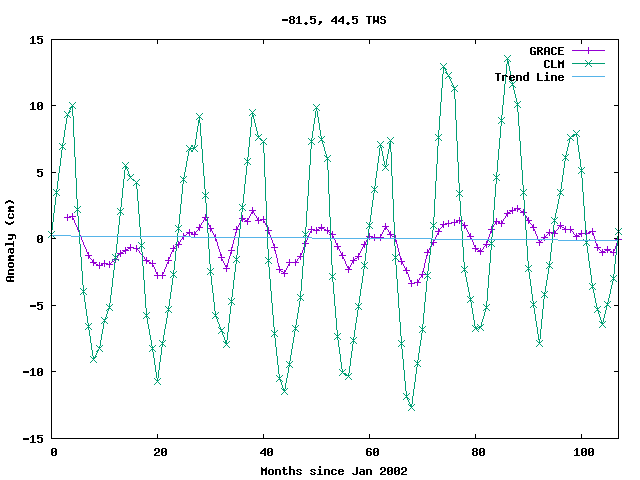 -81.5, 44.5 TWS
GRACE
CLM
Trend Line
15
10
5
0
-5
-10
-15
Anomaly (cm)
0 20 40 60 80 100
Months since Jan 2002